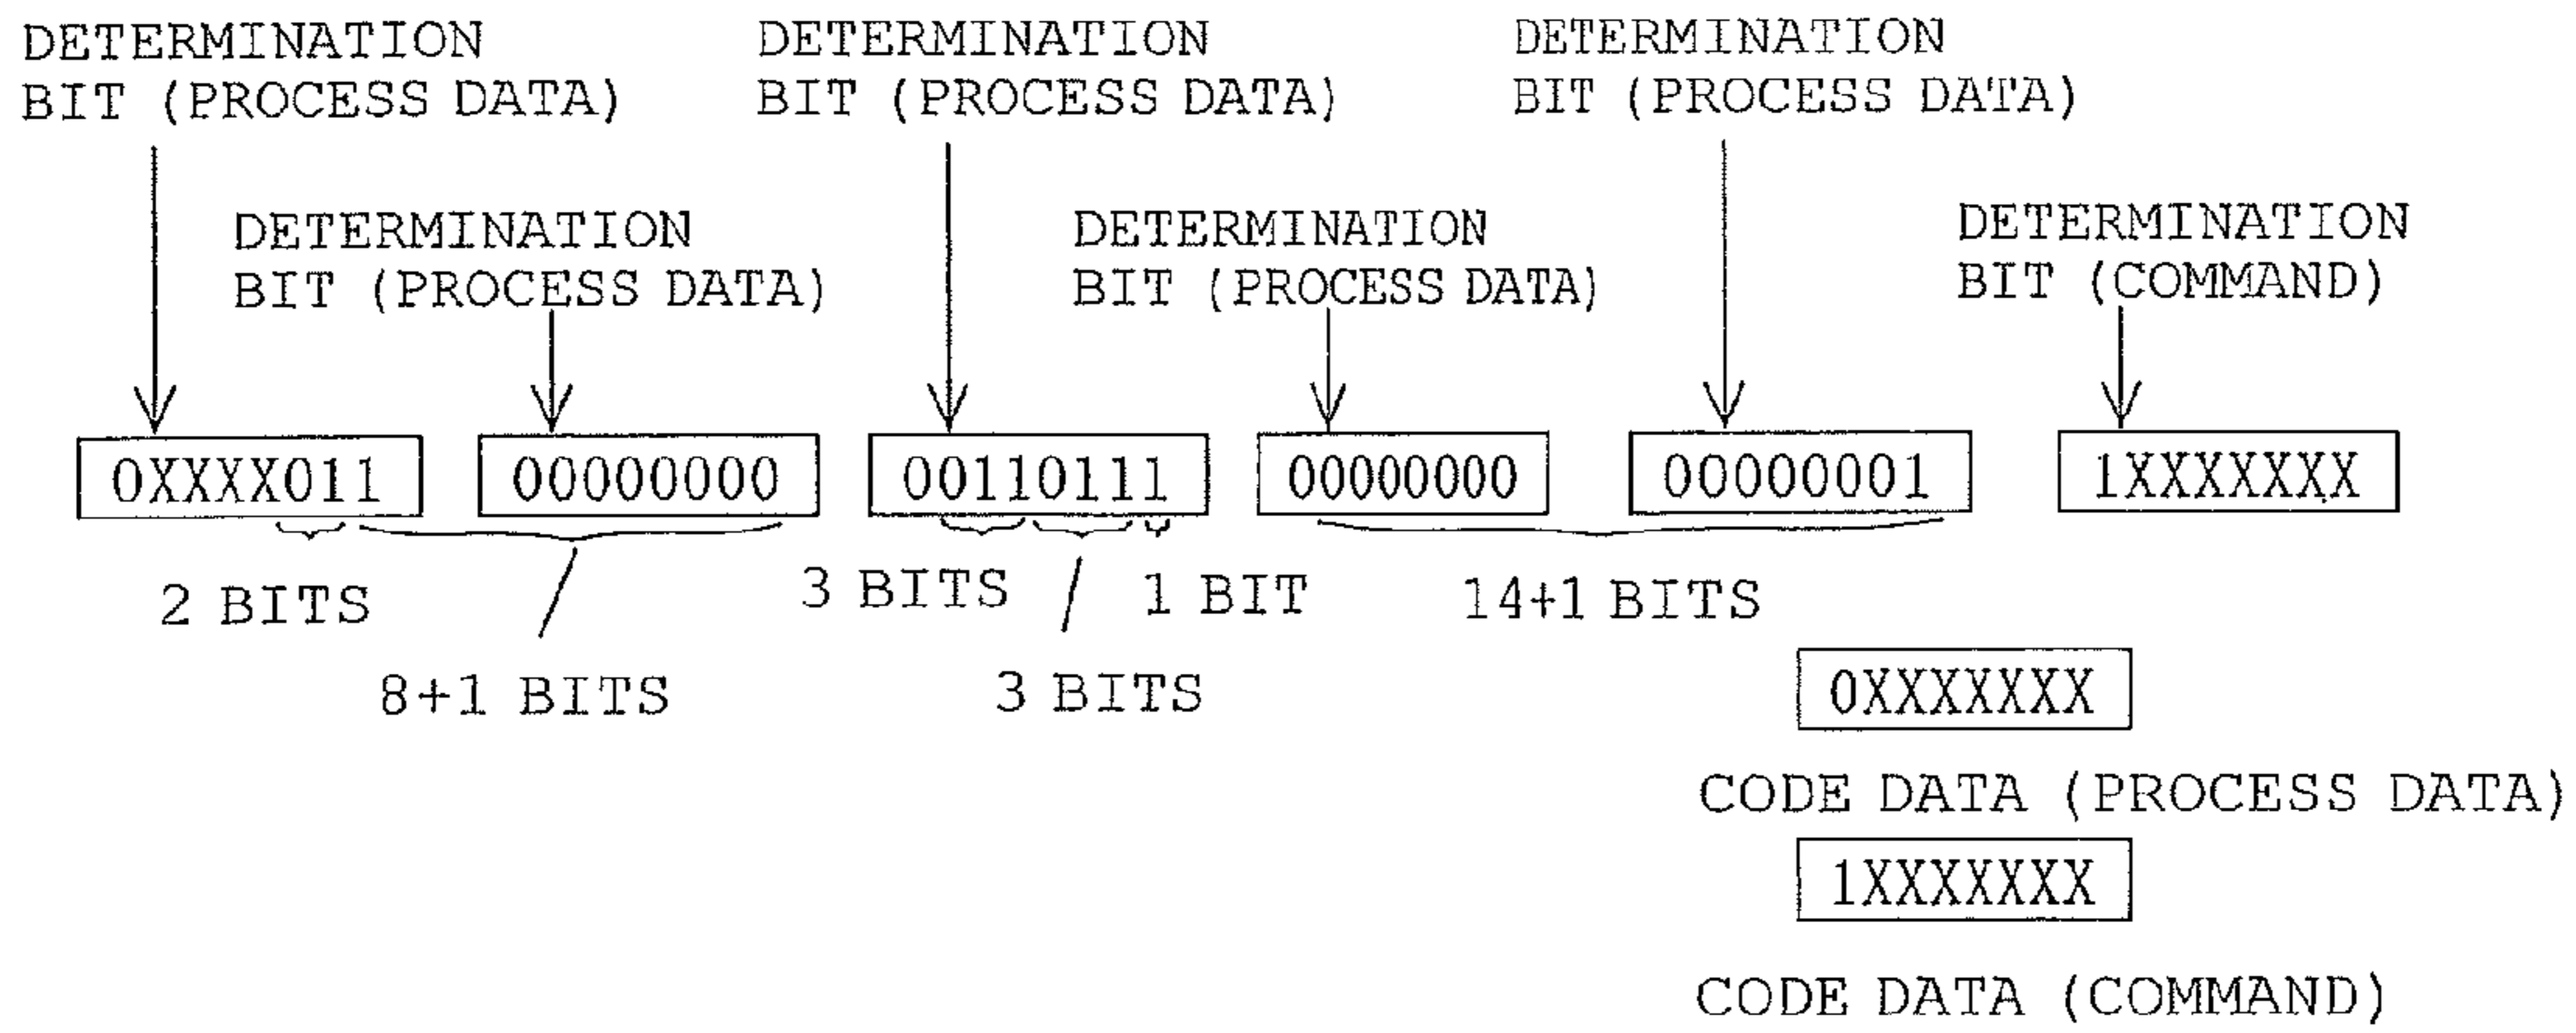 DETERMINATION
BIT (PROCESS DATA)
DETERMINATION
BIT (PROCESS DATA)
DETERMINATION
BIT (PROCESS DATA)
DETERMINATION
BIT (PROCESS DATA)
DETERMINATION
BIT (PROCESS DATA)
DETERMINATION
BIT (COMMAND)
0XXXX011
00000000
00110111
00000000
00000001
1XXXXXXX
2 BITS
8+1 BITS
3 BITS
3 BITS
1 BIT
14+1 BITS
0XXXXXXX
CODE DATA (PROCESS DATA)
1XXXXXXX
CODE DATA (COMMAND)